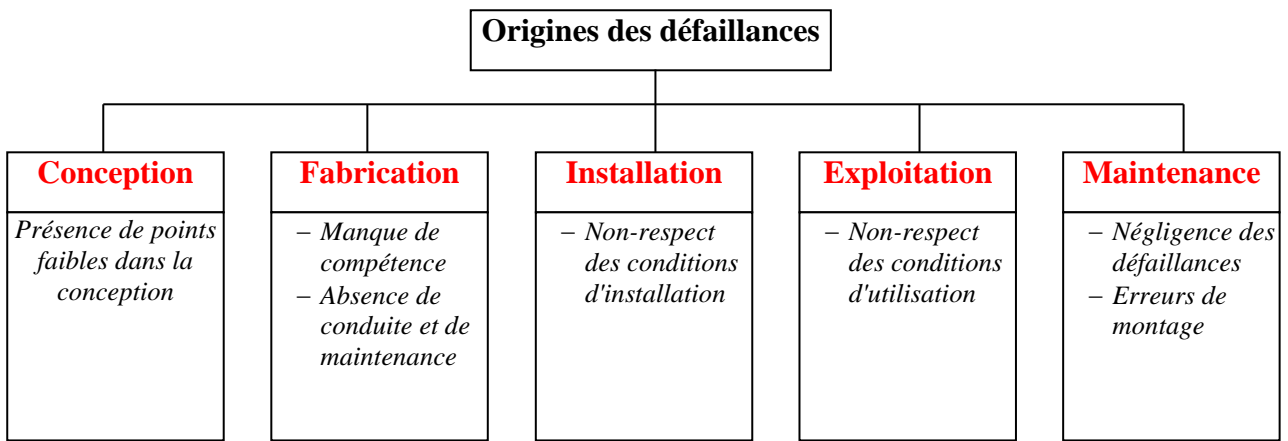 Origines des défaillances
Conception
Présence de points
faibles dans la
conception
Fabrication
– Manque de
compétence
– Absence de
conduite et de
maintenance
Installation
– Non-respect
des conditions
d'installation
Exploitation
– Non-respect
des conditions
d'utilisation
Maintenance
– Négligence des
défaillances
– Erreurs de
montage